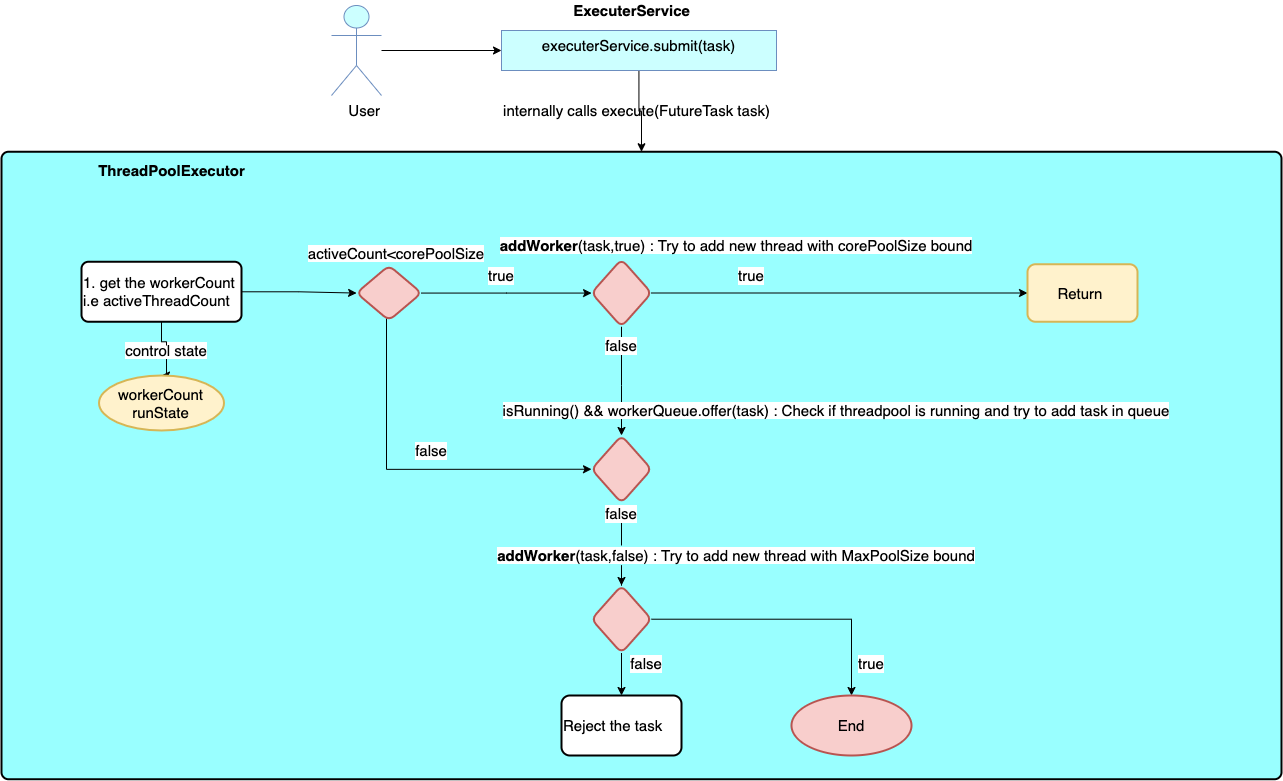 ExecuterService
executerService.submit(task)
User
internally calls execute(FutureTask task)
ThreadPoolExecutor
activeCount<corePoolSize
addWorker(task,true) : Try to add new thread with corePoolSize bound
true
true
1. get the workerCount
i.e activeThreadCount
Return
control state
false
workerCount
runState
isRunning() && workerQueue.offer(task) : Check if threadpool is running and try to add task in queue
false
false
addWorker(task,false) : Try to add new thread with MaxPoolSize bound
false
true
Reject the task
End